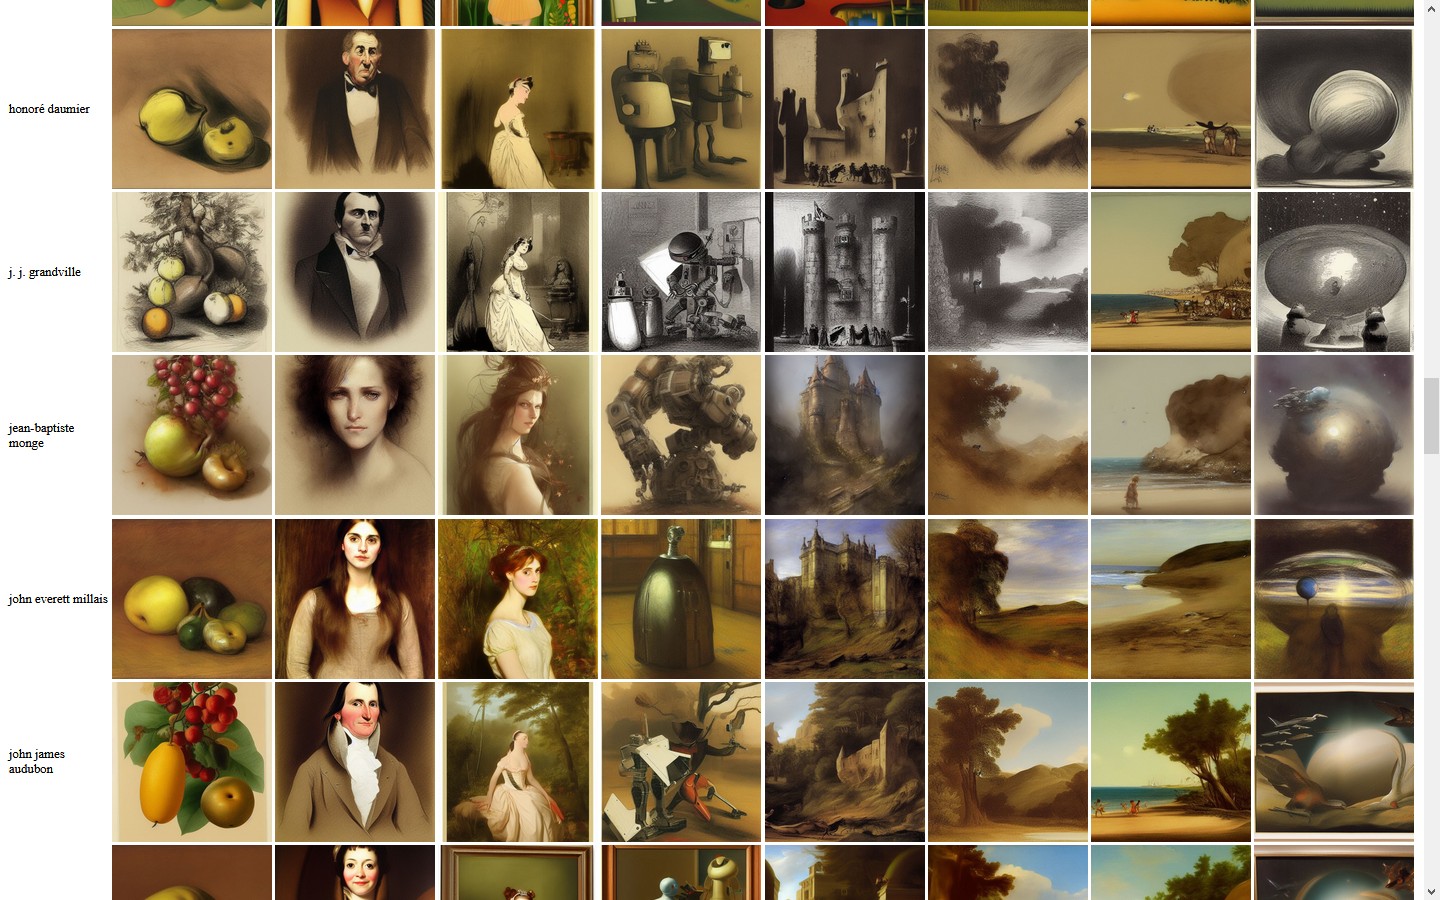 honoré daumier
j. j. grandville
jean-baptiste
monge
john everett millais
john james
audubon